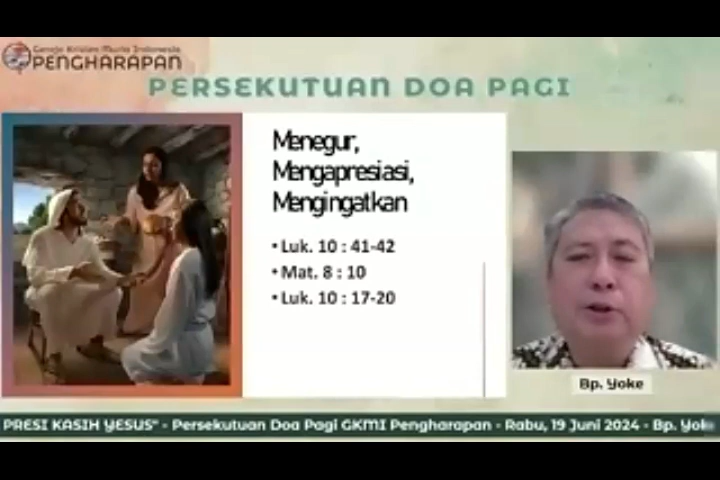 Gereja Kristen Muria Indonesia
PENGHARAPAN
PERSEKUTUAN DOA PAGI
Menegur,
Mengapresiasi,
Mengingatkan
• Luk. 10 : 41-42
• Mat. 8 : 10
• Luk. 10 : 17-20
Bp. Yoke
PRESI KASIH YESUS" - Persekutuan Doa Pagi GKMI Pengharapan - Rabu, 19 Juni 2024 - Bp. Yok